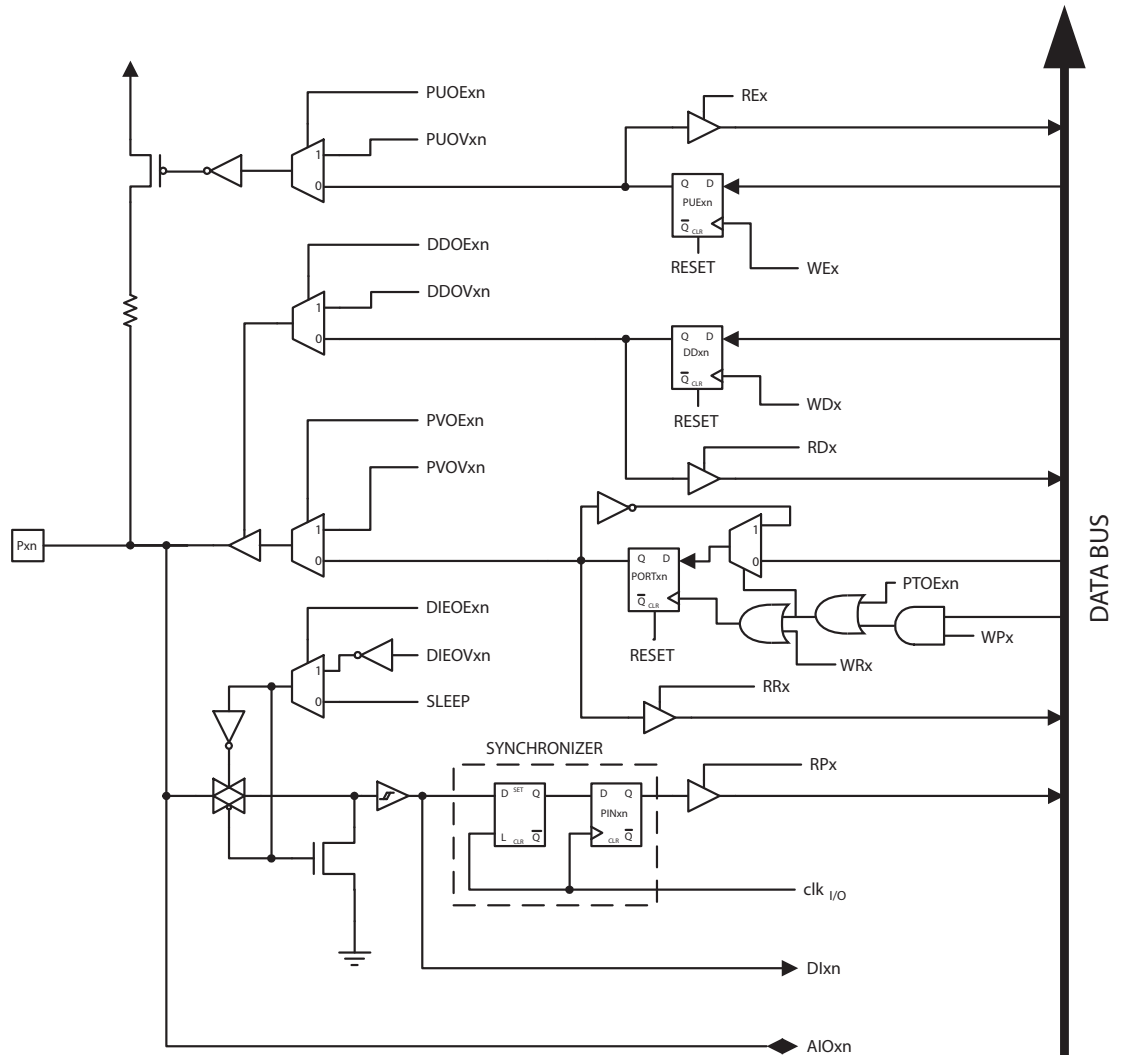 PUOExn
REx
PUOVxn
1
0
Q D
PUExn
Q CLR
RESET
WEx
DDOExn
DDOVxn
1
0
Q D
DDxn
Q CLR
RESET
WDx
PVOExn
RDx
PVOVxn
1
0
Pxn
Q D
PORTxn
Q CLR
RESET
1
0
PTOExn
WPx
WRx
DATA BUS
DIEOExn
DIEOVxn
1
0
SLEEP
RRx
SYNCHRONIZER
RPx
D SET Q
L CLR Q
D Q
PINxn
CLR Q
clk I/O
DIxn
AIOxn